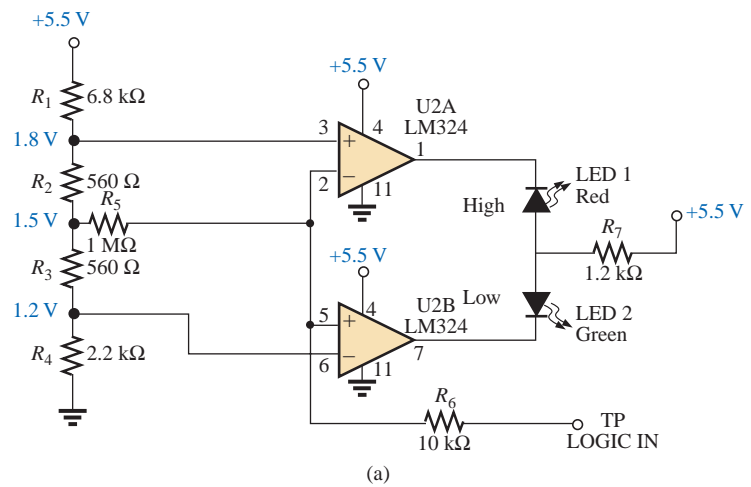 +5.5 V
R1
6.8 kΩ
1.8 V
R2
560 Ω
R5
1.5 V
1 MΩ
R3
560 Ω
1.2 V
R4
2.2 kΩ
+5.5 V
U2A
LM324
3
+
4
1
2
−
11
High
LED 1
Red
+5.5 V
R7
1.2 kΩ
+5.5 V
Low
U2B
LM324
5
+
4
7
6
−
11
LED 2
Green
R6
10 kΩ
TP
LOGIC IN
(a)